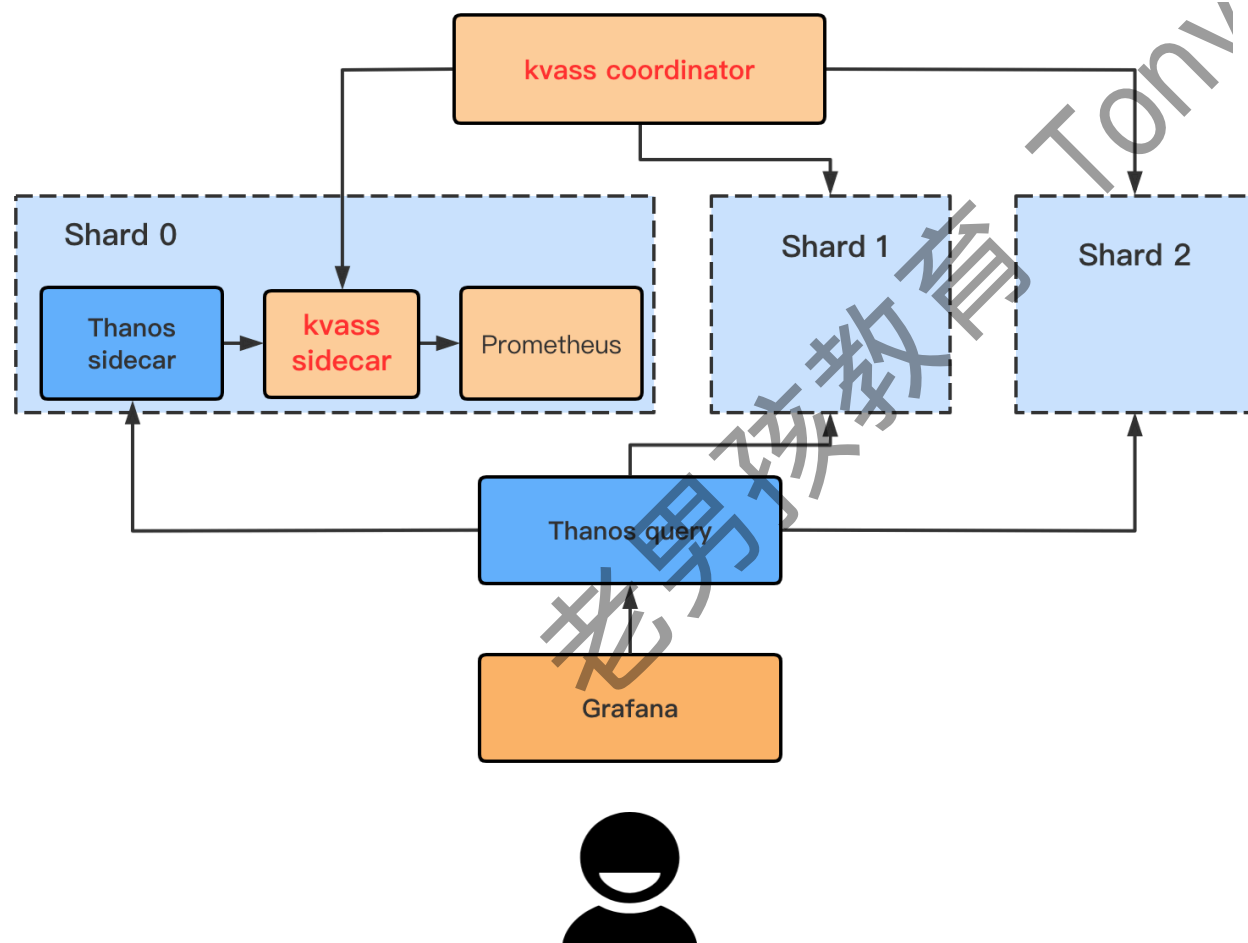 kvass coordinator
Shard 0
Shard 1
Shard 2
Thanos
sidecar
kvass
sidecar
Prometheus
Thanos query
Grafana
老男孩教育 Tony